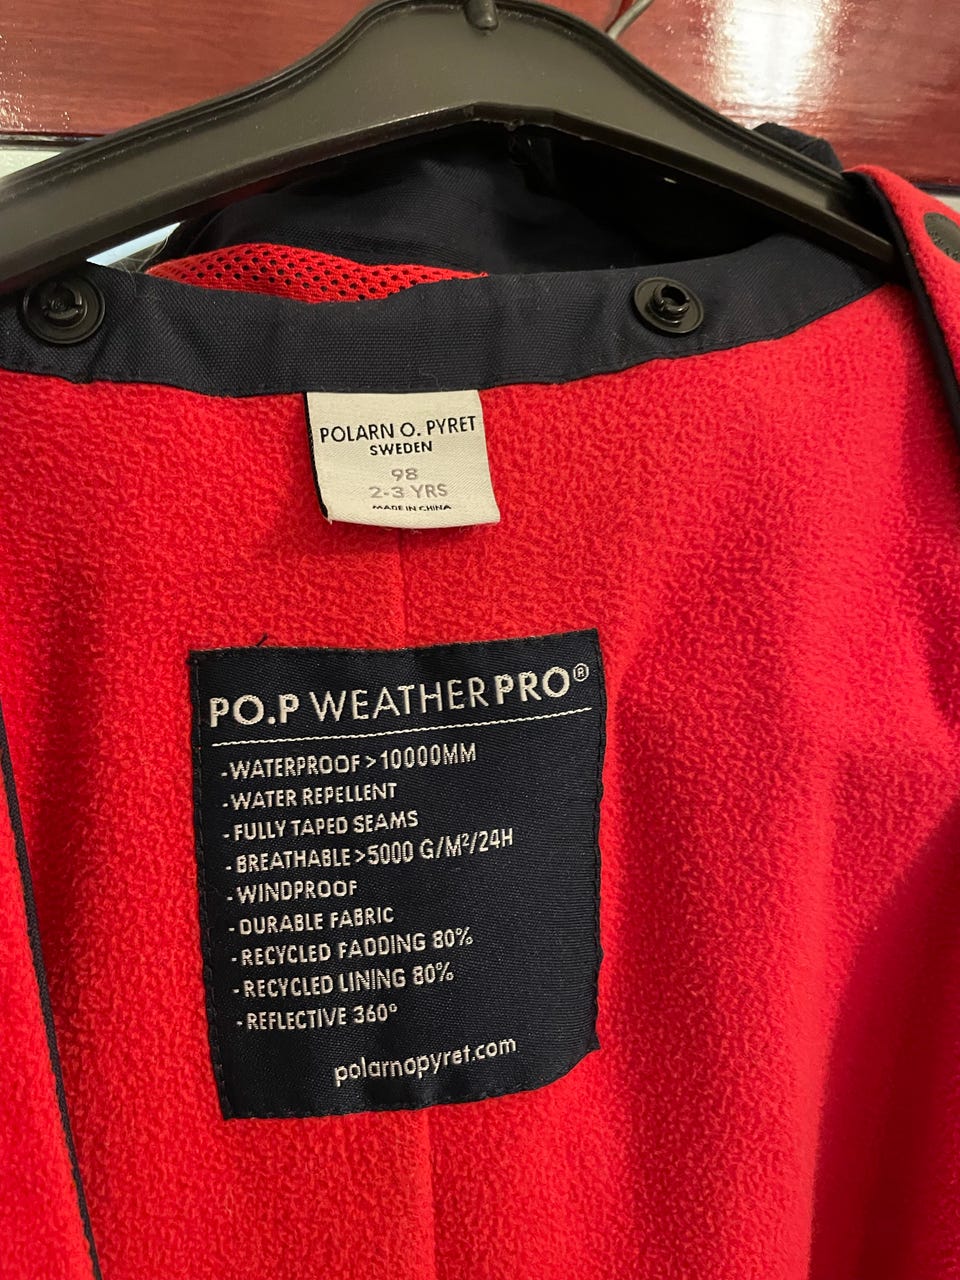 POLARN O. PYRET
SWEDEN
98
2-3 YRS
MADE IN CHINA
PO.P WEATHERPRO®
-WATERPROOF >10000MM
-WATER REPELLENT
-FULLY TAPED SEAMS
-BREATHABLE >5000 G/M²/24H
-WINDPROOF
-DURABLE FABRIC
-RECYCLED PADDING 80%
-RECYCLED LINING 80%
-REFLECTIVE 360°
polarnopyret.com